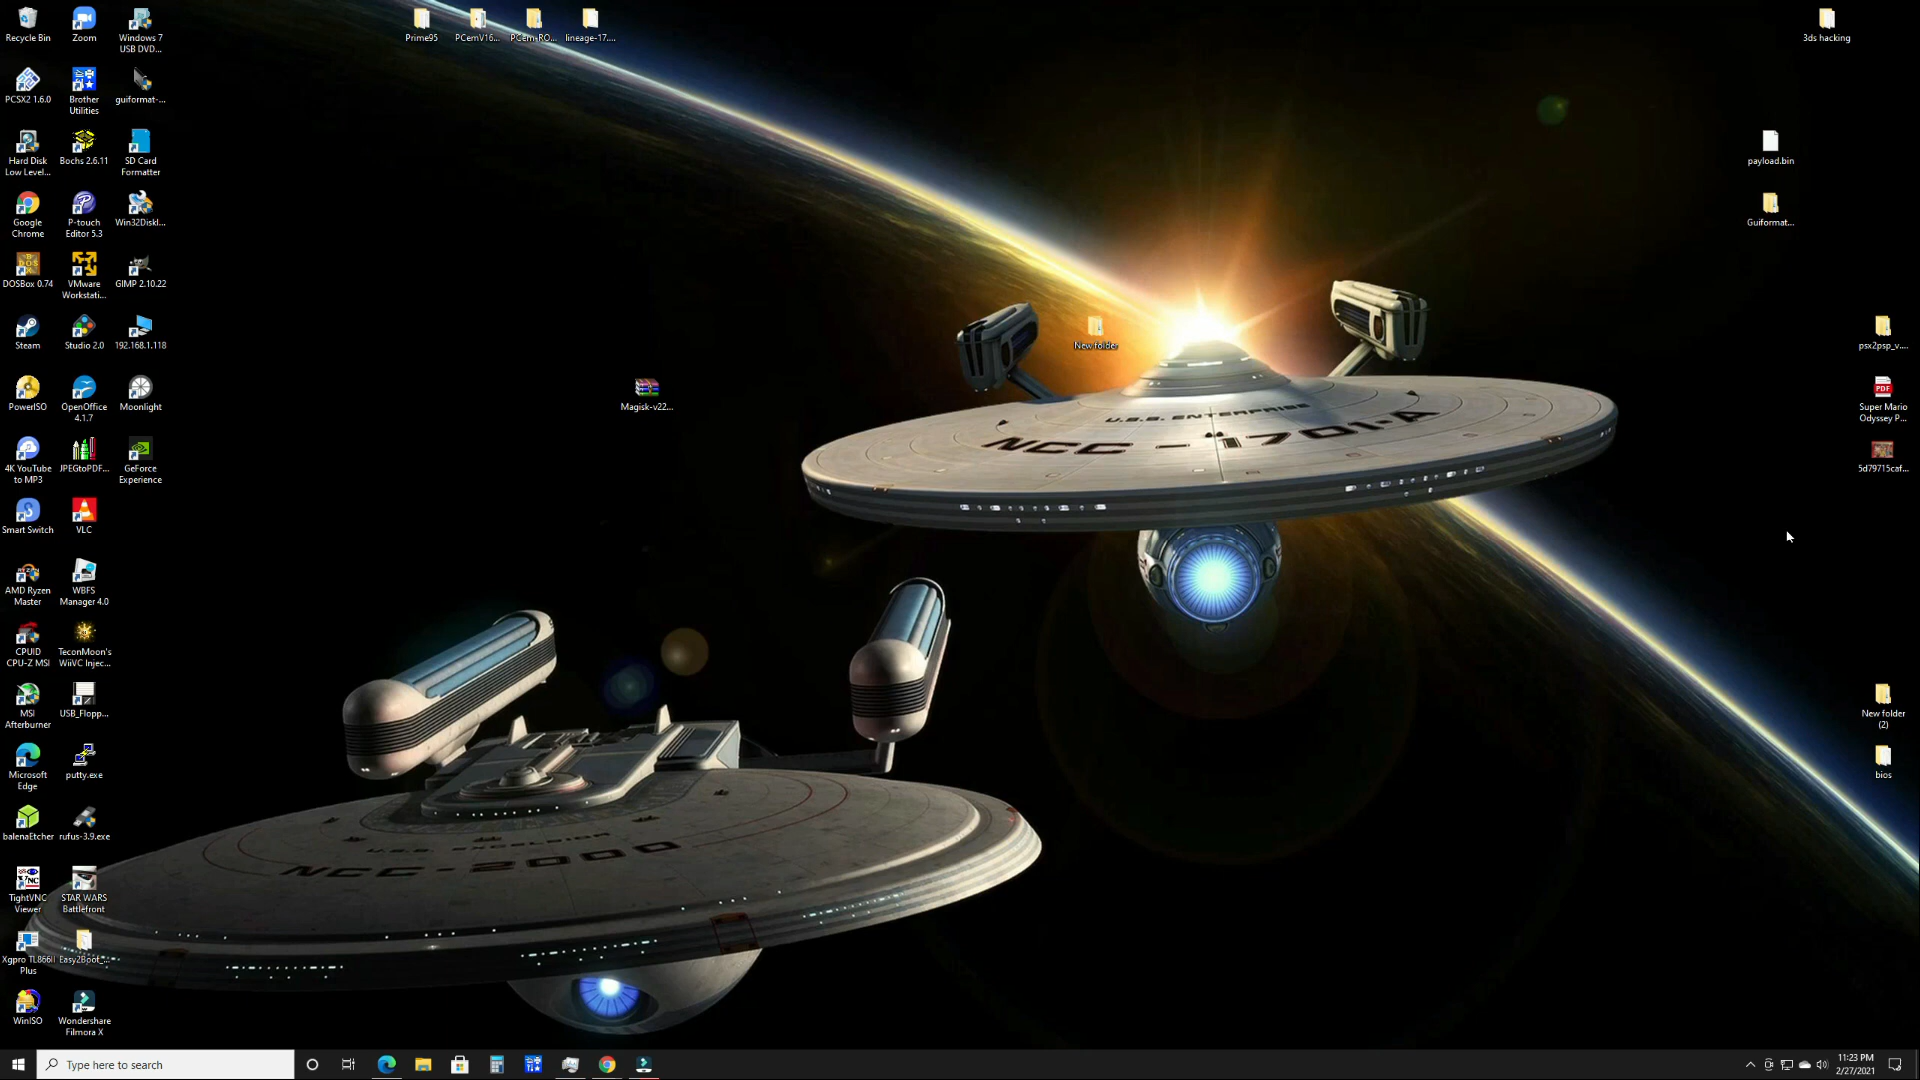 Recycle Bin
Zoom
Windows 7
USB DVD...
PCSX2 1.6.0
Brother
Utilities
guiformat-...
Hard Disk
Low Level...
Bochs 2.6.11
SD Card
Formatter
Google
Chrome
P-touch
Editor 5.3
Win32DiskI...
DOSBox 0.74
VMware
Workstati...
GIMP 2.10.22
Steam
Studio 2.0
192.168.1.118
PowerISO
OpenOffice
4.1.7
Moonlight
4K YouTube
to MP3
JPEGtoPDF...
GeForce
Experience
Smart Switch
VLC
AMD Ryzen
Master
WBFS
Manager 4.0
CPUID
CPU-Z MSI
TeconMoon's
WiiVC Injec...
MSI
Afterburner
USB_Flopp...
Microsoft
Edge
putty.exe
balenaEtcher
rufus-3.9.exe
TightVNC
Viewer
STAR WARS
Battlefront
Xgpro TL866II
Plus
Easy2Boot_...
WinISO
Wondershare
Filmora X
Prime95
PCemV16...
PCem-RO...
lineage-17....
Magisk-v22...
New folder
U.S.S. ENTERPRISE
NCC-1701-A
U.S.S. EXCELSIOR
NCC-2000
3ds hacking
payload.bin
Guiformat...
psx2psp_v....
PDF
Super Mario
Odyssey P...
5d79715caf...
New folder
(2)
bios
Type here to search
11:23 PM
2/27/2021